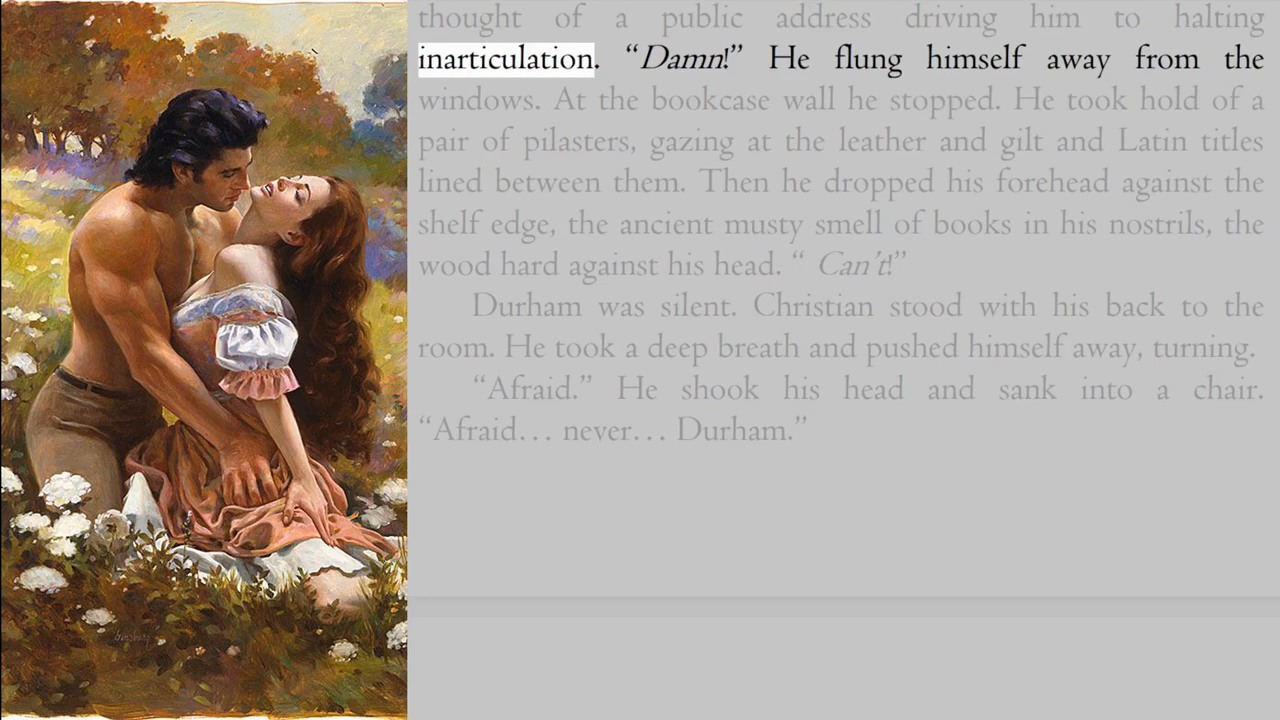 thought of a public address driving him to halting
inarticulation. “Damn!” He flung himself away from the
windows. At the bookcase wall he stopped. He took hold of a
pair of pilasters, gazing at the leather and gilt and Latin titles
lined between them. Then he dropped his forehead against the
shelf edge, the ancient musty smell of books in his nostrils, the
wood hard against his head. “ Can’t!”
Durham was silent. Christian stood with his back to the
room. He took a deep breath and pushed himself away, turning.
“Afraid.” He shook his head and sank into a chair.
“Afraid… never… Durham.”